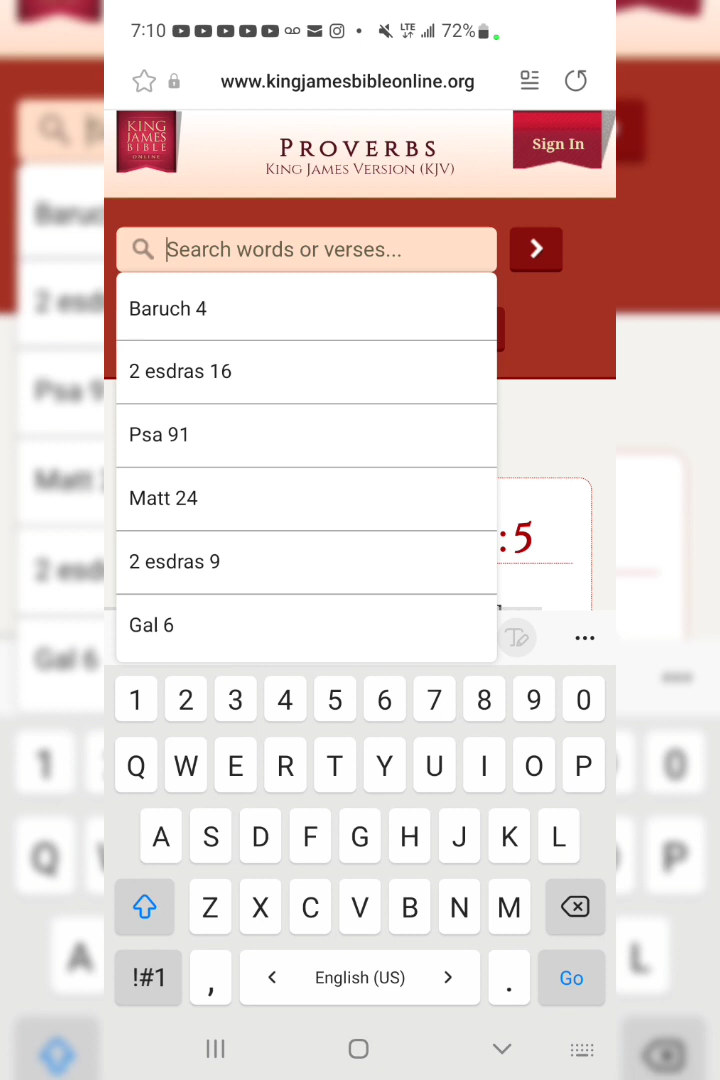 7:10 LTE 72%
www.kingjamesbibleonline.org
KING
JAMES
BIBLE
ONLINE
PROVERBS
KING JAMES VERSION (KJV)
Sign In
Search words or verses...
Baruch 4
2 esdras 16
Psa 91
Matt 24
2 esdras 9
Gal 6
:5
1 2 3 4 5 6 7 8 9 0
Q W E R T Y U I O P
A S D F G H J K L
Z X C V B N M
!#1 , < English (US) > . Go